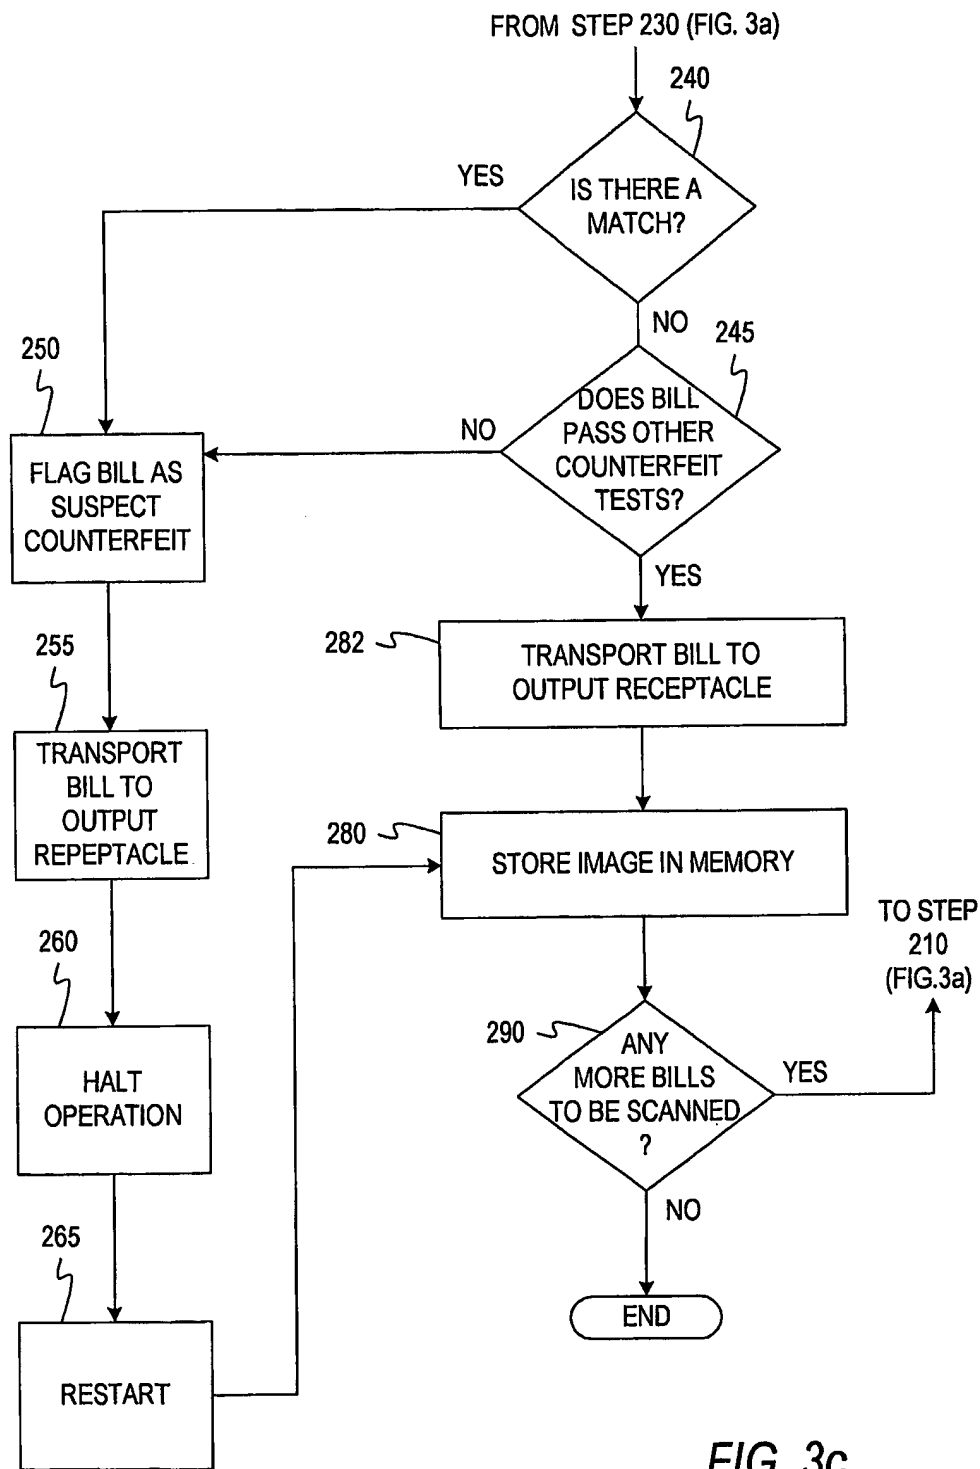 FROM STEP 230 (FIG. 3a)
240
YES
IS THERE A
MATCH?
NO
245
250
NO
DOES BILL
PASS OTHER
COUNTERFEIT
TESTS?
FLAG BILL AS
SUSPECT
COUNTERFEIT
YES
255
282
TRANSPORT BILL TO
OUTPUT RECEPTACLE
TRANSPORT
BILL TO
OUTPUT
REPEPTACLE
280
STORE IMAGE IN MEMORY
TO STEP
210
(FIG.3a)
260
290
ANY
MORE BILLS
TO BE SCANNED
?
YES
HALT
OPERATION
NO
265
END
RESTART
FIG. 3c